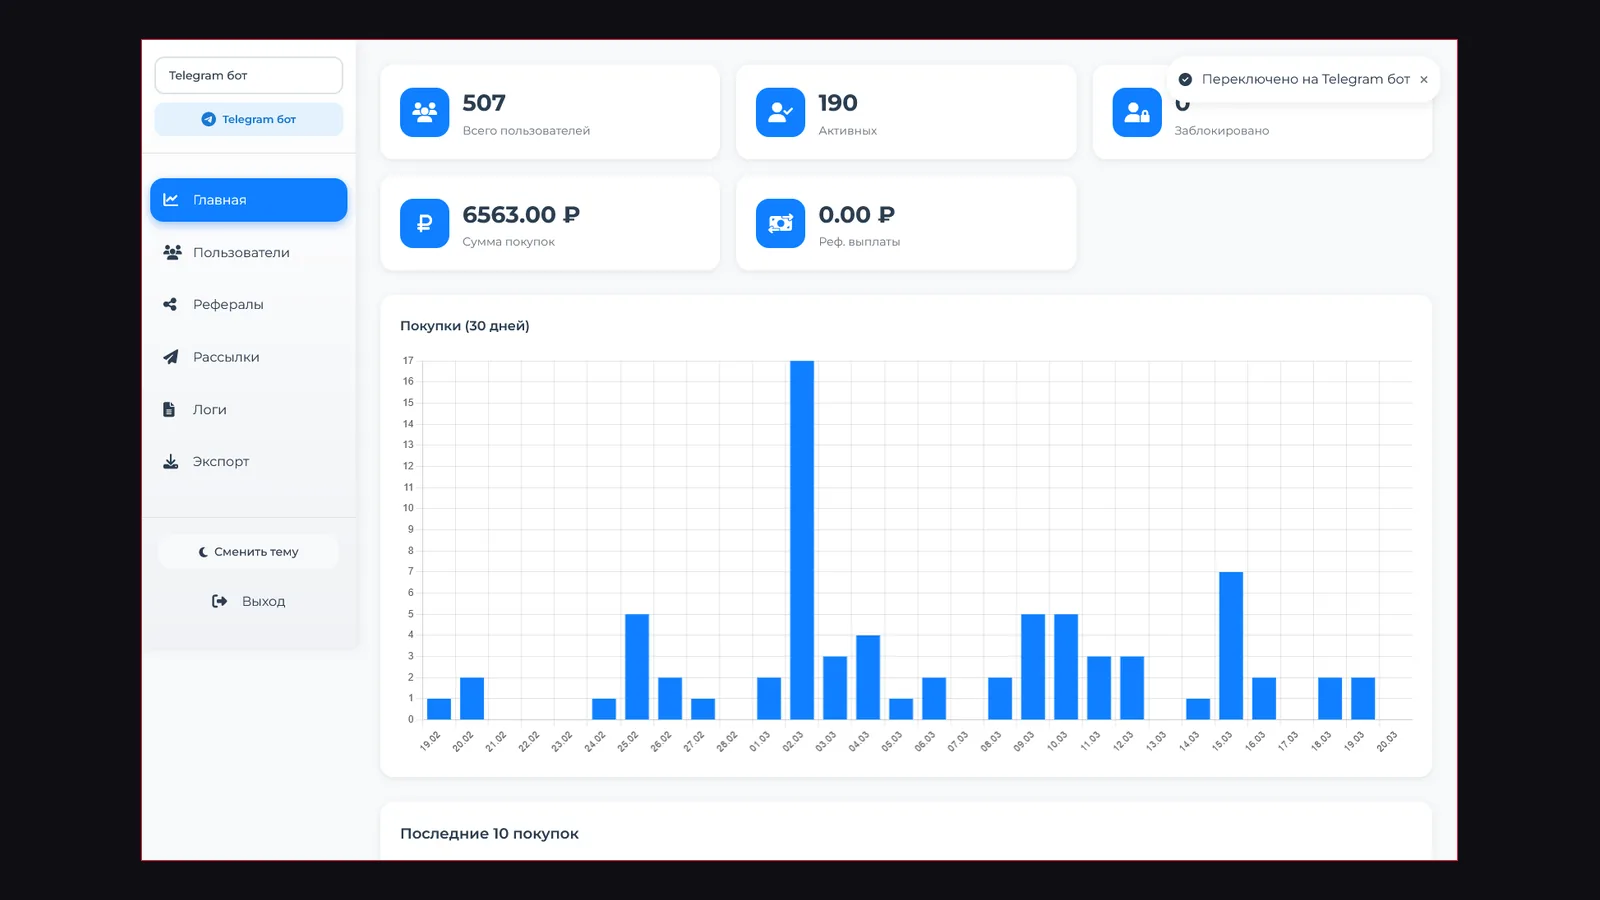 Telegram бот
Telegram бот
Главная
Пользователи
Рефералы
Рассылки
Логи
Экспорт
Сменить тему
Выход
507
Всего пользователей
190
Активных
0
Заблокировано
Переключено на Telegram бот ×
6563.00 ₽
Сумма покупок
0.00 ₽
Реф. выплаты
Покупки (30 дней)
17
16
15
14
13
12
11
10
9
8
7
6
5
4
3
2
1
0
19.02 20.02 21.02 22.02 23.02 24.02 25.02 26.02 27.02 28.02 01.03 02.03 03.03 04.03 05.03 06.03 07.03 08.03 09.03 10.03 11.03 12.03 13.03 14.03 15.03 16.03 17.03 18.03 19.03 20.03
Последние 10 покупок